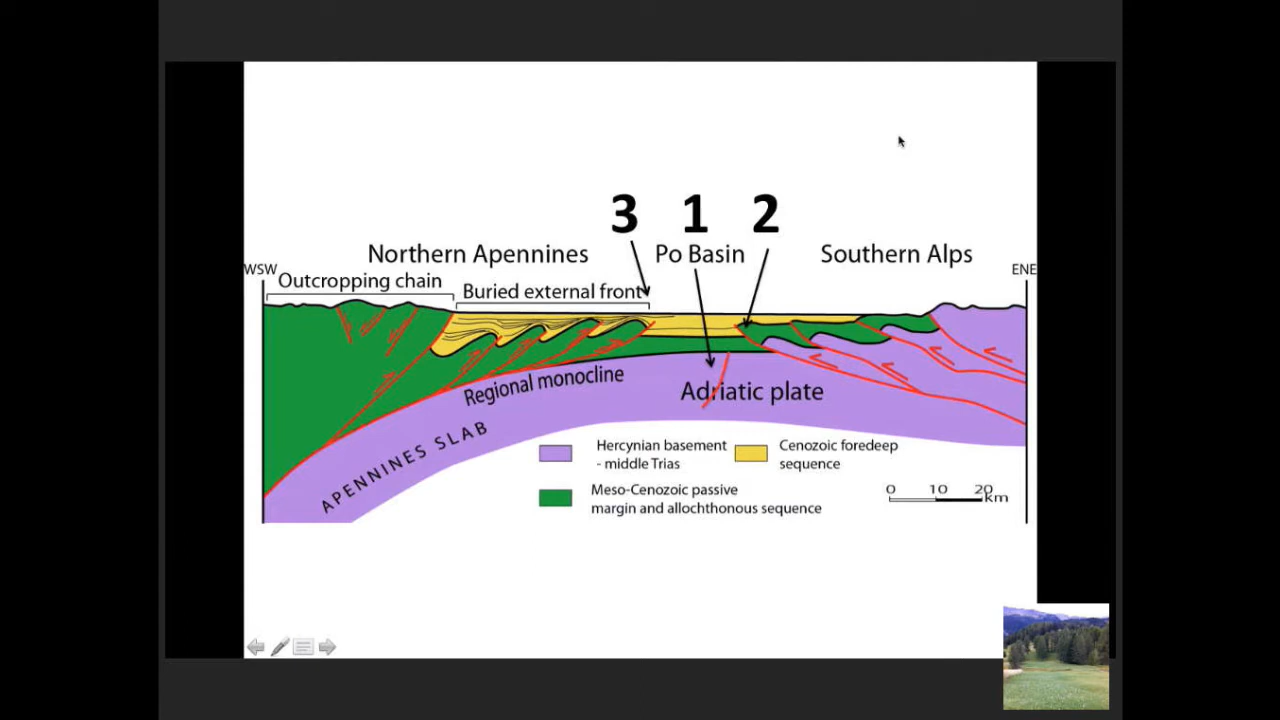 3 1 2
Northern Apennines Po Basin Southern Alps
WSW ENE
Outcropping chain
Buried external front
Regional monocline
Adriatic plate
APENNINES SLAB
Hercynian basement
- middle Trias
Cenozoic foredeep
sequence
Meso-Cenozoic passive
margin and allochthonous sequence
0 10 20
km